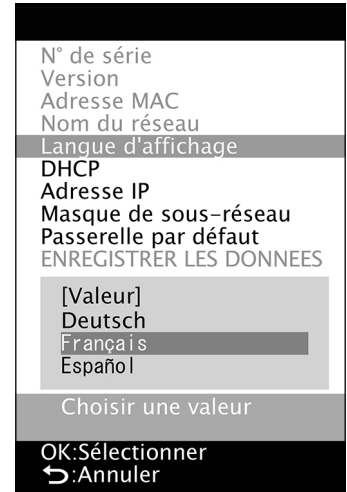 N° de série
Version
Adresse MAC
Nom du réseau
Langue d'affichage
DHCP
Adresse IP
Masque de sous-réseau
Passerelle par défaut
ENREGISTRER LES DONNEES
[Valeur]
Deutsch
Français
Español
Choisir une valeur
OK:Sélectionner
⮌:Annuler